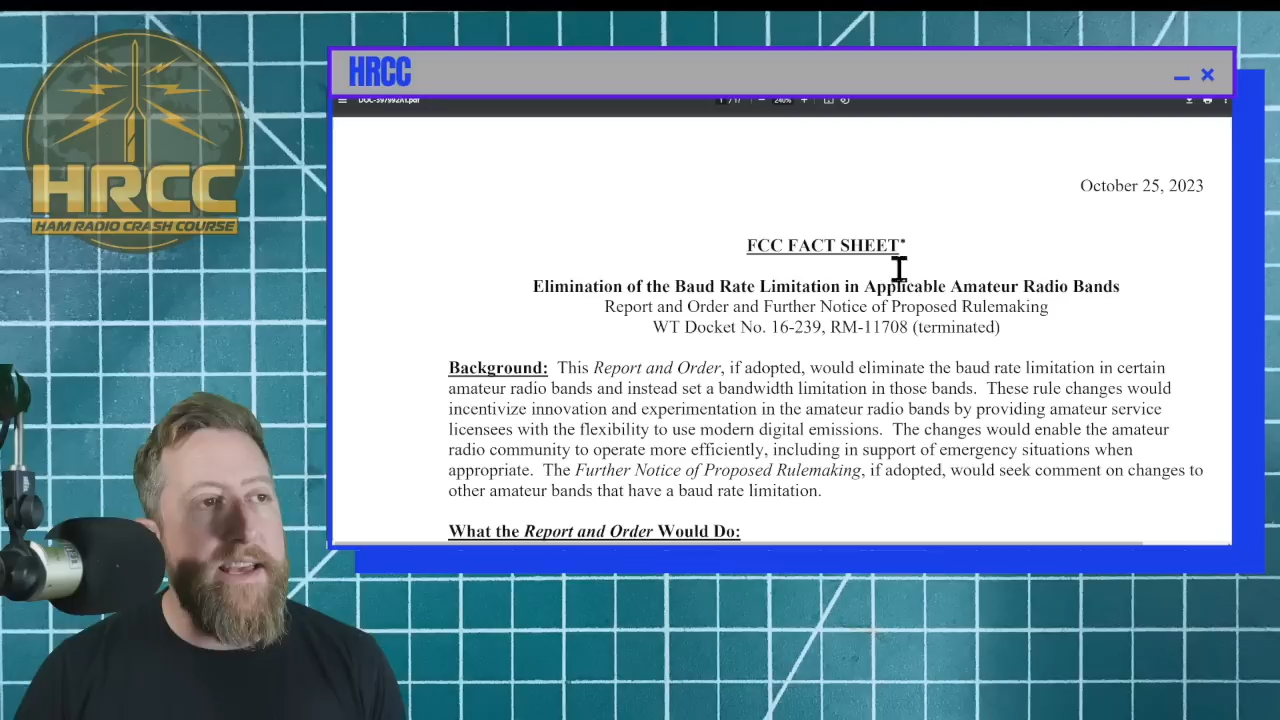 HRCC
HAM RADIO CRASH COURSE
HRCC
DOC-397992A1.pdf
1 / 17
240%
October 25, 2023
FCC FACT SHEET*
Elimination of the Baud Rate Limitation in Applicable Amateur Radio Bands
Report and Order and Further Notice of Proposed Rulemaking
WT Docket No. 16-239, RM-11708 (terminated)
Background: This Report and Order, if adopted, would eliminate the baud rate limitation in certain
amateur radio bands and instead set a bandwidth limitation in those bands. These rule changes would
incentivize innovation and experimentation in the amateur radio bands by providing amateur service
licensees with the flexibility to use modern digital emissions. The changes would enable the amateur
radio community to operate more efficiently, including in support of emergency situations when
appropriate. The Further Notice of Proposed Rulemaking, if adopted, would seek comment on changes to
other amateur bands that have a baud rate limitation.
What the Report and Order Would Do: